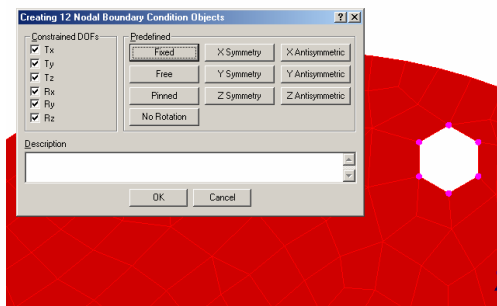 Creating 12 Nodal Boundary Condition Objects
Constrained DOFs
Tx
Ty
Tz
Rx
Ry
Rz
Predefined
Fixed
X Symmetry
X Antisymmetric
Free
Y Symmetry
Y Antisymmetric
Pinned
Z Symmetry
Z Antisymmetric
No Rotation
Description
OK
Cancel